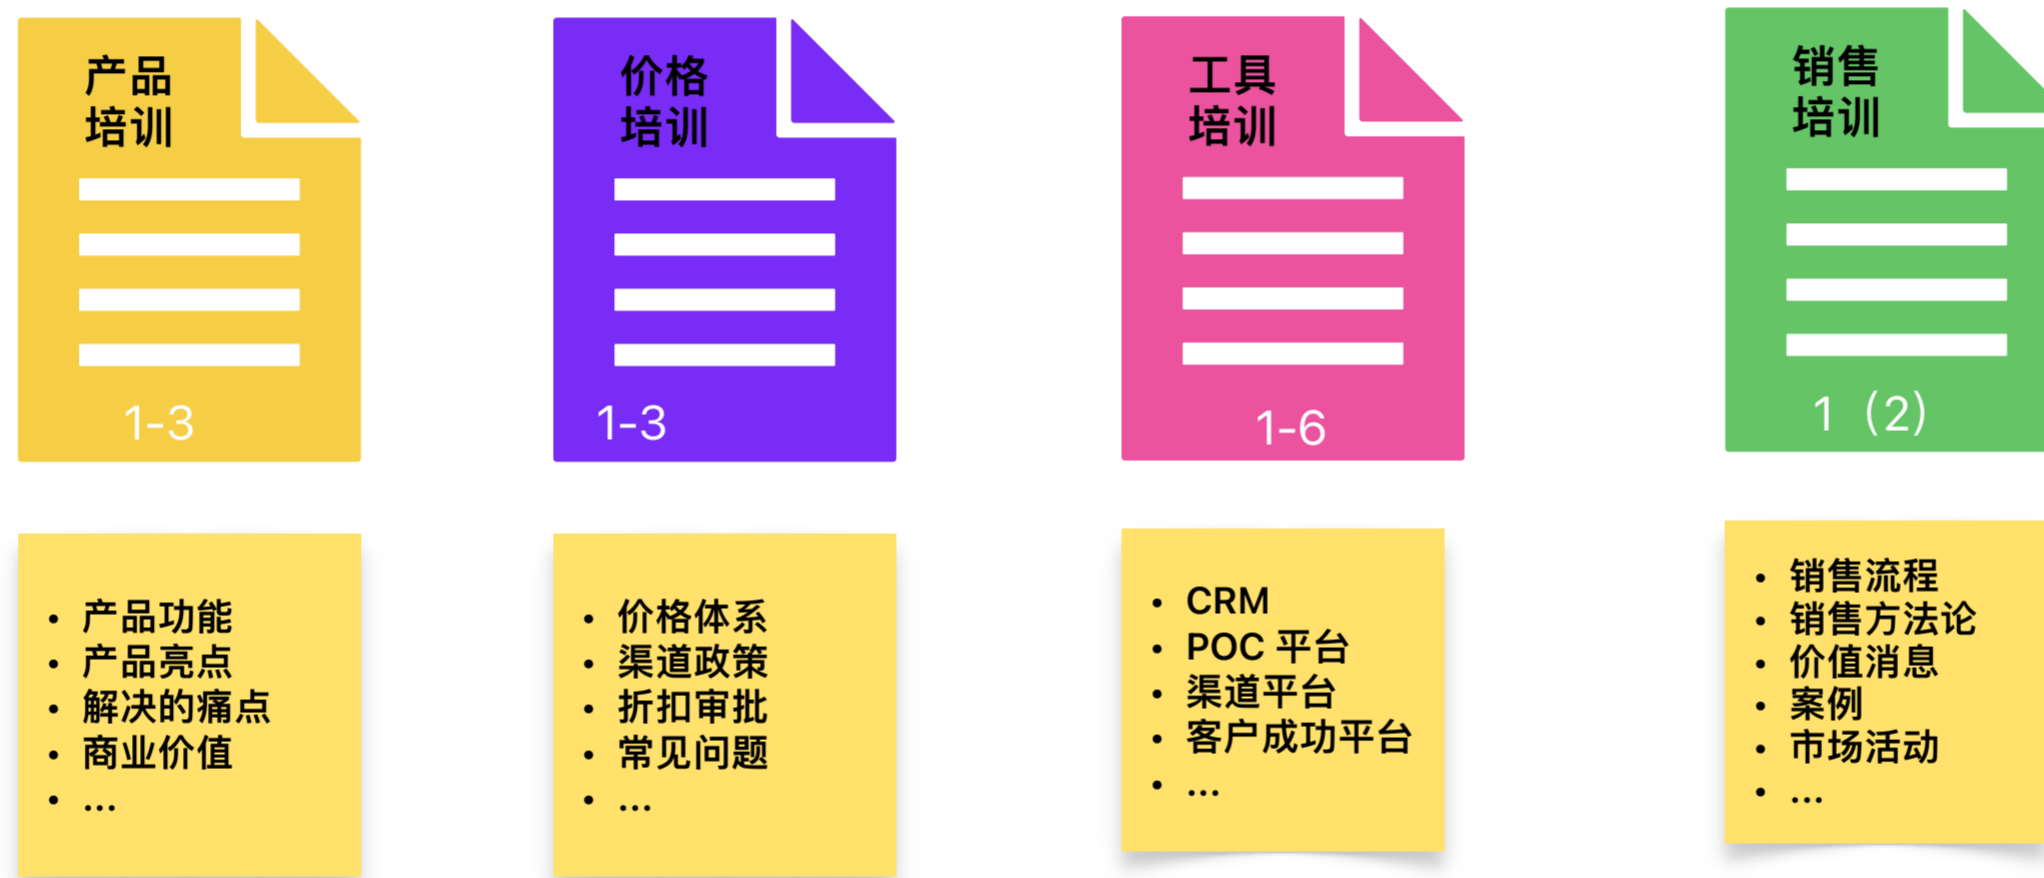 产品
培训
1-3
价格
培训
1-3
工具
培训
1-6
销售
培训
1（2）
• 产品功能
• 产品亮点
• 解决的痛点
• 商业价值
• ...
• 价格体系
• 渠道政策
• 折扣审批
• 常见问题
• ...
• CRM
• POC 平台
• 渠道平台
• 客户成功平台
• ...
• 销售流程
• 销售方法论
• 价值消息
• 案例
• 市场活动
• ...